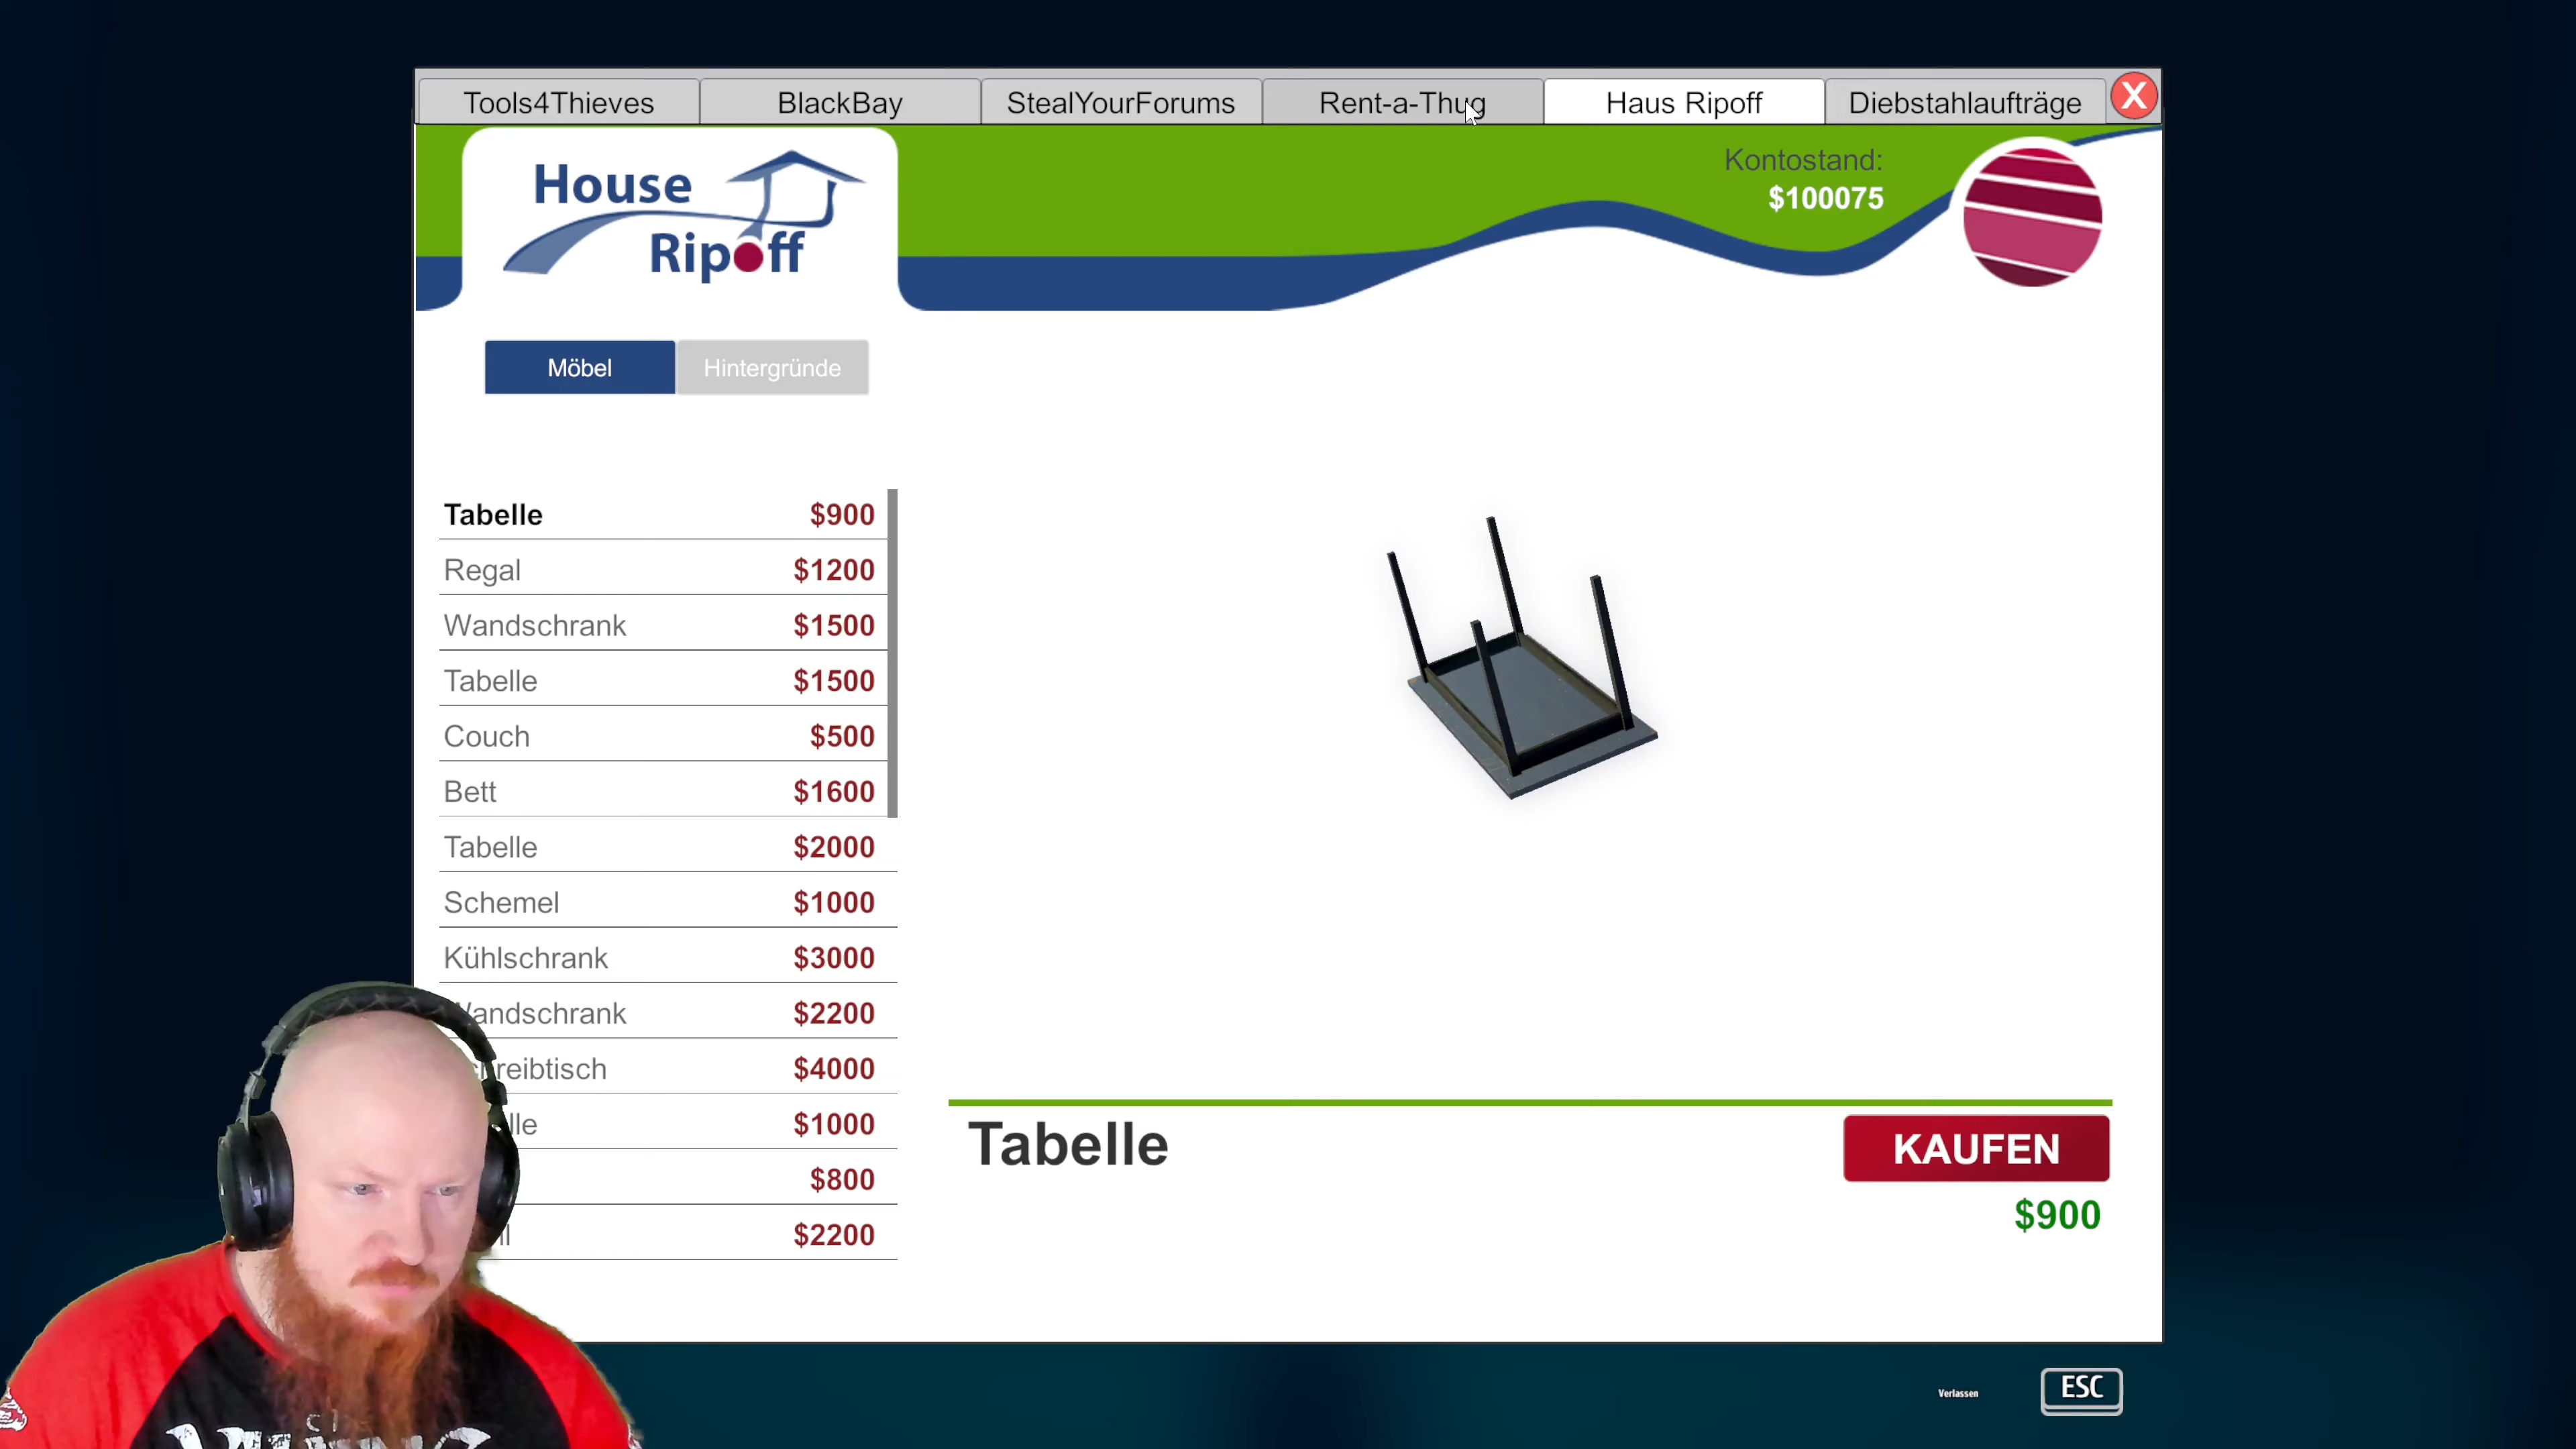 Tools4Thieves
BlackBay
StealYourForums
Rent-a-Thug
Haus Ripoff
Diebstahlaufträge
X
House
Ripoff
Kontostand:
$100075
Möbel
Hintergründe
Tabelle $900
Regal $1200
Wandschrank $1500
Tabelle $1500
Couch $500
Bett $1600
Tabelle $2000
Schemel $1000
Kühlschrank $3000
Wandschrank $2200
Schreibtisch $4000
$1000
$800
$2200
Tabelle
KAUFEN
$900
Verlassen
ESC